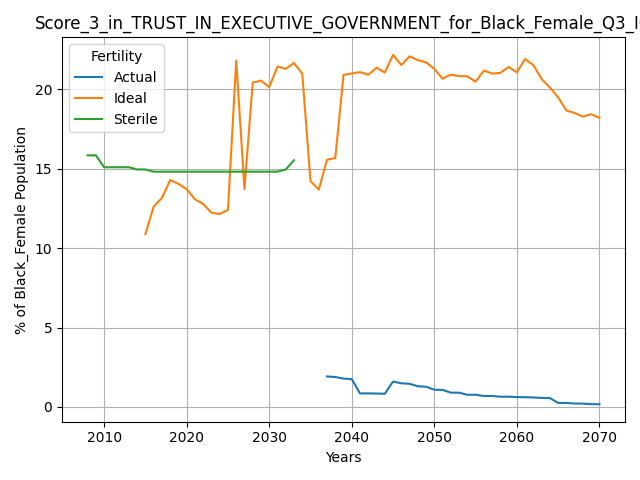 Score_3_in_TRUST_IN_EXECUTIVE_GOVERNMENT_for_Black_Female_Q3_I
Fertility
Actual
Ideal
Sterile
% of Black_Female Population
20
15
10
5
0
2010 2020 2030 2040 2050 2060 2070
Years